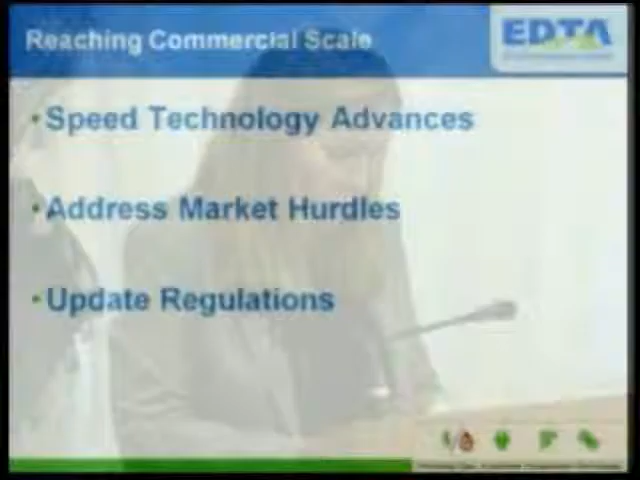 Reaching Commercial Scale
EDTA
• Speed Technology Advances
• Address Market Hurdles
• Update Regulations